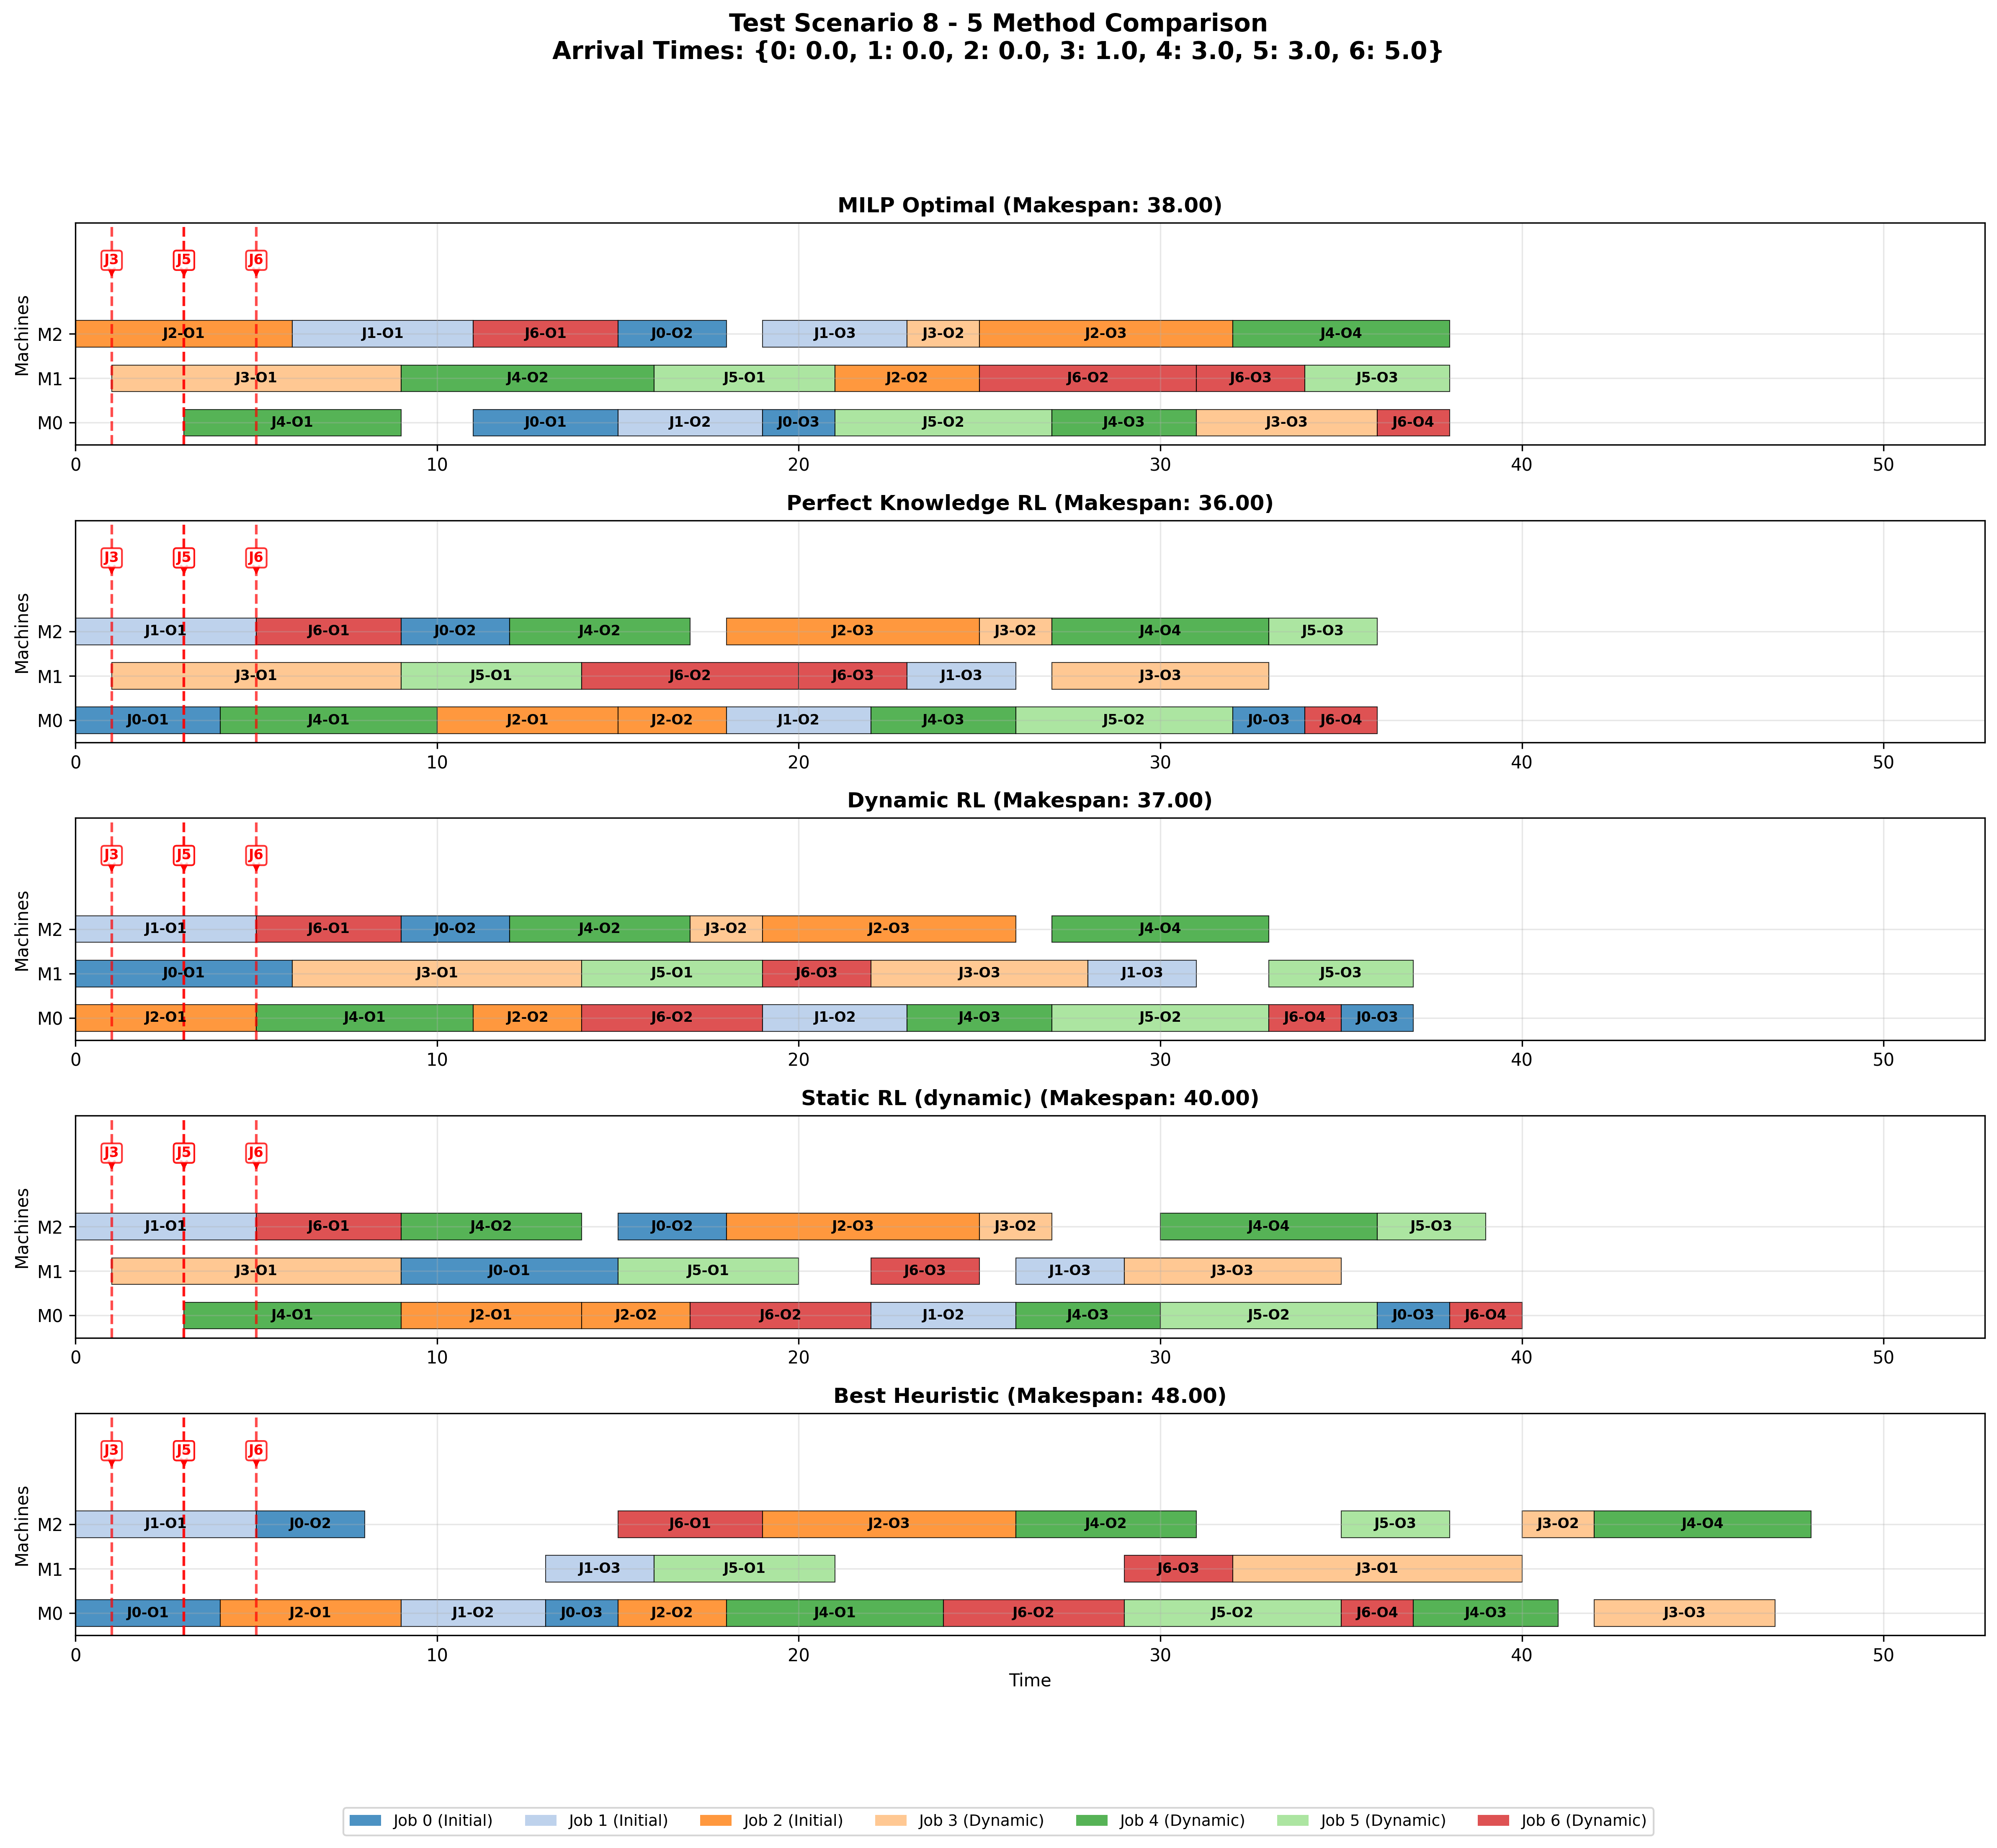 Test Scenario 8 - 5 Method Comparison
Arrival Times: {0: 0.0, 1: 0.0, 2: 0.0, 3: 1.0, 4: 3.0, 5: 3.0, 6: 5.0}
MILP Optimal (Makespan: 38.00)
J3 J5 J6
Machines
M2 J2-O1 J1-O1 J6-O1 J0-O2 J1-O3 J3-O2 J2-O3 J4-O4
M1 J3-O1 J4-O2 J5-O1 J2-O2 J6-O2 J6-O3 J5-O3
M0 J4-O1 J0-O1 J1-O2 J0-O3 J5-O2 J4-O3 J3-O3 J6-O4
0 10 20 30 40 50
Perfect Knowledge RL (Makespan: 36.00)
J3 J5 J6
Machines
M2 J1-O1 J6-O1 J0-O2 J4-O2 J2-O3 J3-O2 J4-O4 J5-O3
M1 J3-O1 J5-O1 J6-O2 J6-O3 J1-O3 J3-O3
M0 J0-O1 J4-O1 J2-O1 J2-O2 J1-O2 J4-O3 J5-O2 J0-O3 J6-O4
0 10 20 30 40 50
Dynamic RL (Makespan: 37.00)
J3 J5 J6
Machines
M2 J1-O1 J6-O1 J0-O2 J4-O2 J3-O2 J2-O3 J4-O4
M1 J0-O1 J3-O1 J5-O1 J6-O3 J3-O3 J1-O3 J5-O3
M0 J2-O1 J4-O1 J2-O2 J6-O2 J1-O2 J4-O3 J5-O2 J6-O4 J0-O3
0 10 20 30 40 50
Static RL (dynamic) (Makespan: 40.00)
J3 J5 J6
Machines
M2 J1-O1 J6-O1 J4-O2 J0-O2 J2-O3 J3-O2 J4-O4 J5-O3
M1 J3-O1 J0-O1 J5-O1 J6-O3 J1-O3 J3-O3
M0 J4-O1 J2-O1 J2-O2 J6-O2 J1-O2 J4-O3 J5-O2 J0-O3 J6-O4
0 10 20 30 40 50
Best Heuristic (Makespan: 48.00)
J3 J5 J6
Machines
M2 J1-O1 J0-O2 J6-O1 J2-O3 J4-O2 J5-O3 J3-O2 J4-O4
M1 J1-O3 J5-O1 J6-O3 J3-O1
M0 J0-O1 J2-O1 J1-O2 J0-O3 J2-O2 J4-O1 J6-O2 J5-O2 J6-O4 J4-O3 J3-O3
0 10 20 30 40 50
Time
Job 0 (Initial) Job 1 (Initial) Job 2 (Initial) Job 3 (Dynamic) Job 4 (Dynamic) Job 5 (Dynamic) Job 6 (Dynamic)